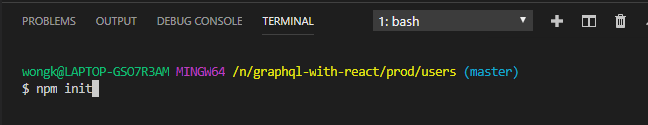 PROBLEMS OUTPUT DEBUG CONSOLE TERMINAL 1: bash
wongk@LAPTOP-GSO7R3AM MINGW64 /n/graphql-with-react/prod/users (master)
$ npm init